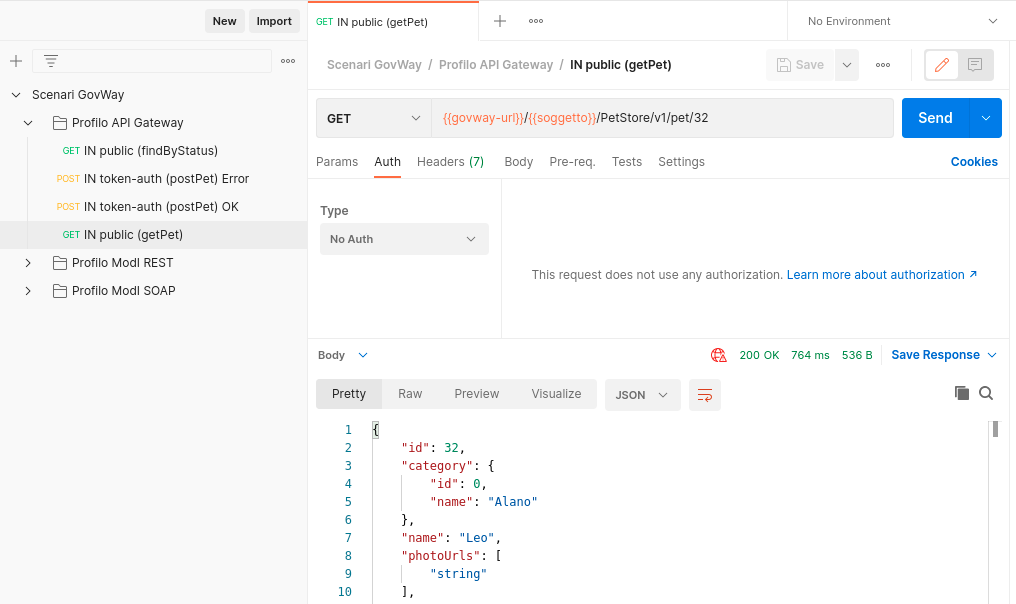 New Import
GET IN public (getPet)
No Environment
Scenari GovWay / Profilo API Gateway / IN public (getPet)
Save
Scenari GovWay
Profilo API Gateway
GET IN public (findByStatus)
POST IN token-auth (postPet) Error
POST IN token-auth (postPet) OK
GET IN public (getPet)
Profilo ModI REST
Profilo ModI SOAP
GET {{govway-url}}/{{soggetto}}/PetStore/v1/pet/32 Send
Params Auth Headers (7) Body Pre-req. Tests Settings Cookies
Type
No Auth
This request does not use any authorization. Learn more about authorization ↗
Body 200 OK 764 ms 536 B Save Response
Pretty Raw Preview Visualize JSON
1 {
2 "id": 32,
3 "category": {
4 "id": 0,
5 "name": "Alano"
6 },
7 "name": "Leo",
8 "photoUrls": [
9 "string"
10 ],